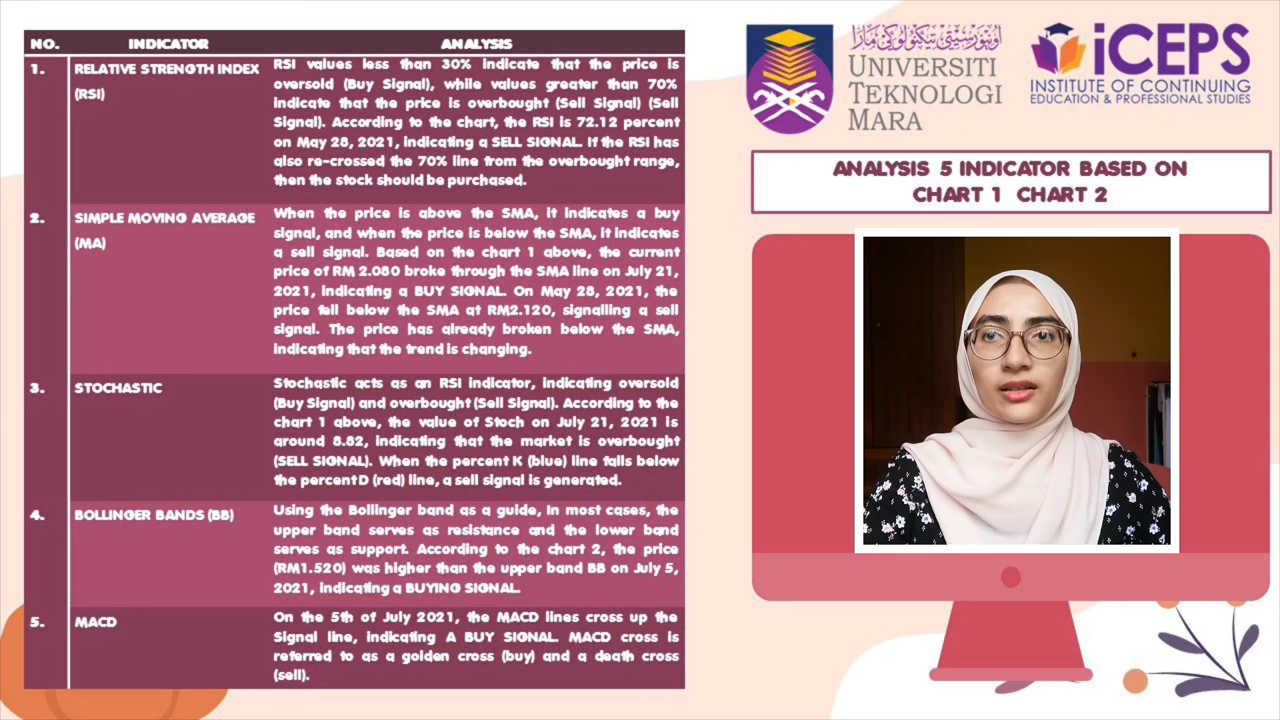 NO. INDICATOR ANALYSIS
1. RELATIVE STRENGTH INDEX
(RSI)
RSI values less than 30% indicate that the price is
oversold (Buy Signal), while values greater than 70%
indicate that the price is overbought (Sell Signal) (Sell
Signal). According to the chart, the RSI is 72.12 percent
on May 28, 2021, indicating a SELL SIGNAL. If the RSI has
also re-crossed the 70% line from the overbought range,
then the stock should be purchased.
2. SIMPLE MOVING AVERAGE
(MA)
When the price is above the SMA, it indicates a buy
signal, and when the price is below the SMA, it indicates
a sell signal. Based on the chart 1 above, the current
price of RM 2.080 broke through the SMA line on July 21,
2021, indicating a BUY SIGNAL. On May 28, 2021, the
price fell below the SMA at RM2.120, signalling a sell
signal. The price has already broken below the SMA,
indicating that the trend is changing.
3. STOCHASTIC
Stochastic acts as an RSI indicator, indicating oversold
(Buy Signal) and overbought (Sell Signal). According to the
chart 1 above, the value of Stoch on July 21, 2021 is
around 8.82, indicating that the market is overbought
(SELL SIGNAL). When the percent K (blue) line falls below
the percent D (red) line, a sell signal is generated.
4. BOLLINGER BANDS (BB)
Using the Bollinger band as a guide, in most cases, the
upper band serves as resistance and the lower band
serves as support. According to the chart 2, the price
(RM1.520) was higher than the upper band BB on July 5,
2021, indicating a BUYING SIGNAL.
5. MACD
On the 5th of July 2021, the MACD lines cross up the
Signal line, indicating A BUY SIGNAL. MACD cross is
referred to as a golden cross (buy) and a death cross
(sell).
اونيۏرسيتي تيكنولوڬي مارا
UNIVERSITI
TEKNOLOGI
MARA
iCEPS
INSTITUTE OF CONTINUING
EDUCATION & PROFESSIONAL STUDIES
ANALYSIS 5 INDICATOR BASED ON
CHART 1 CHART 2